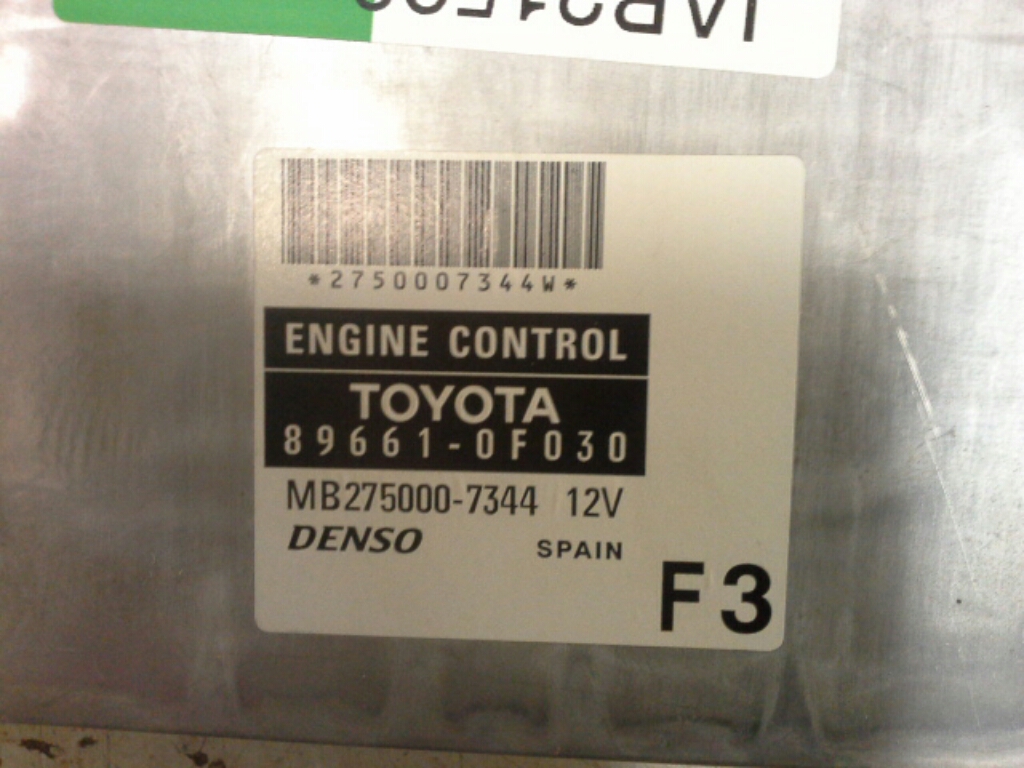 *2750007344W*
ENGINE CONTROL
TOYOTA
89661-0F030
MB275000-7344 12V
DENSO SPAIN
F3